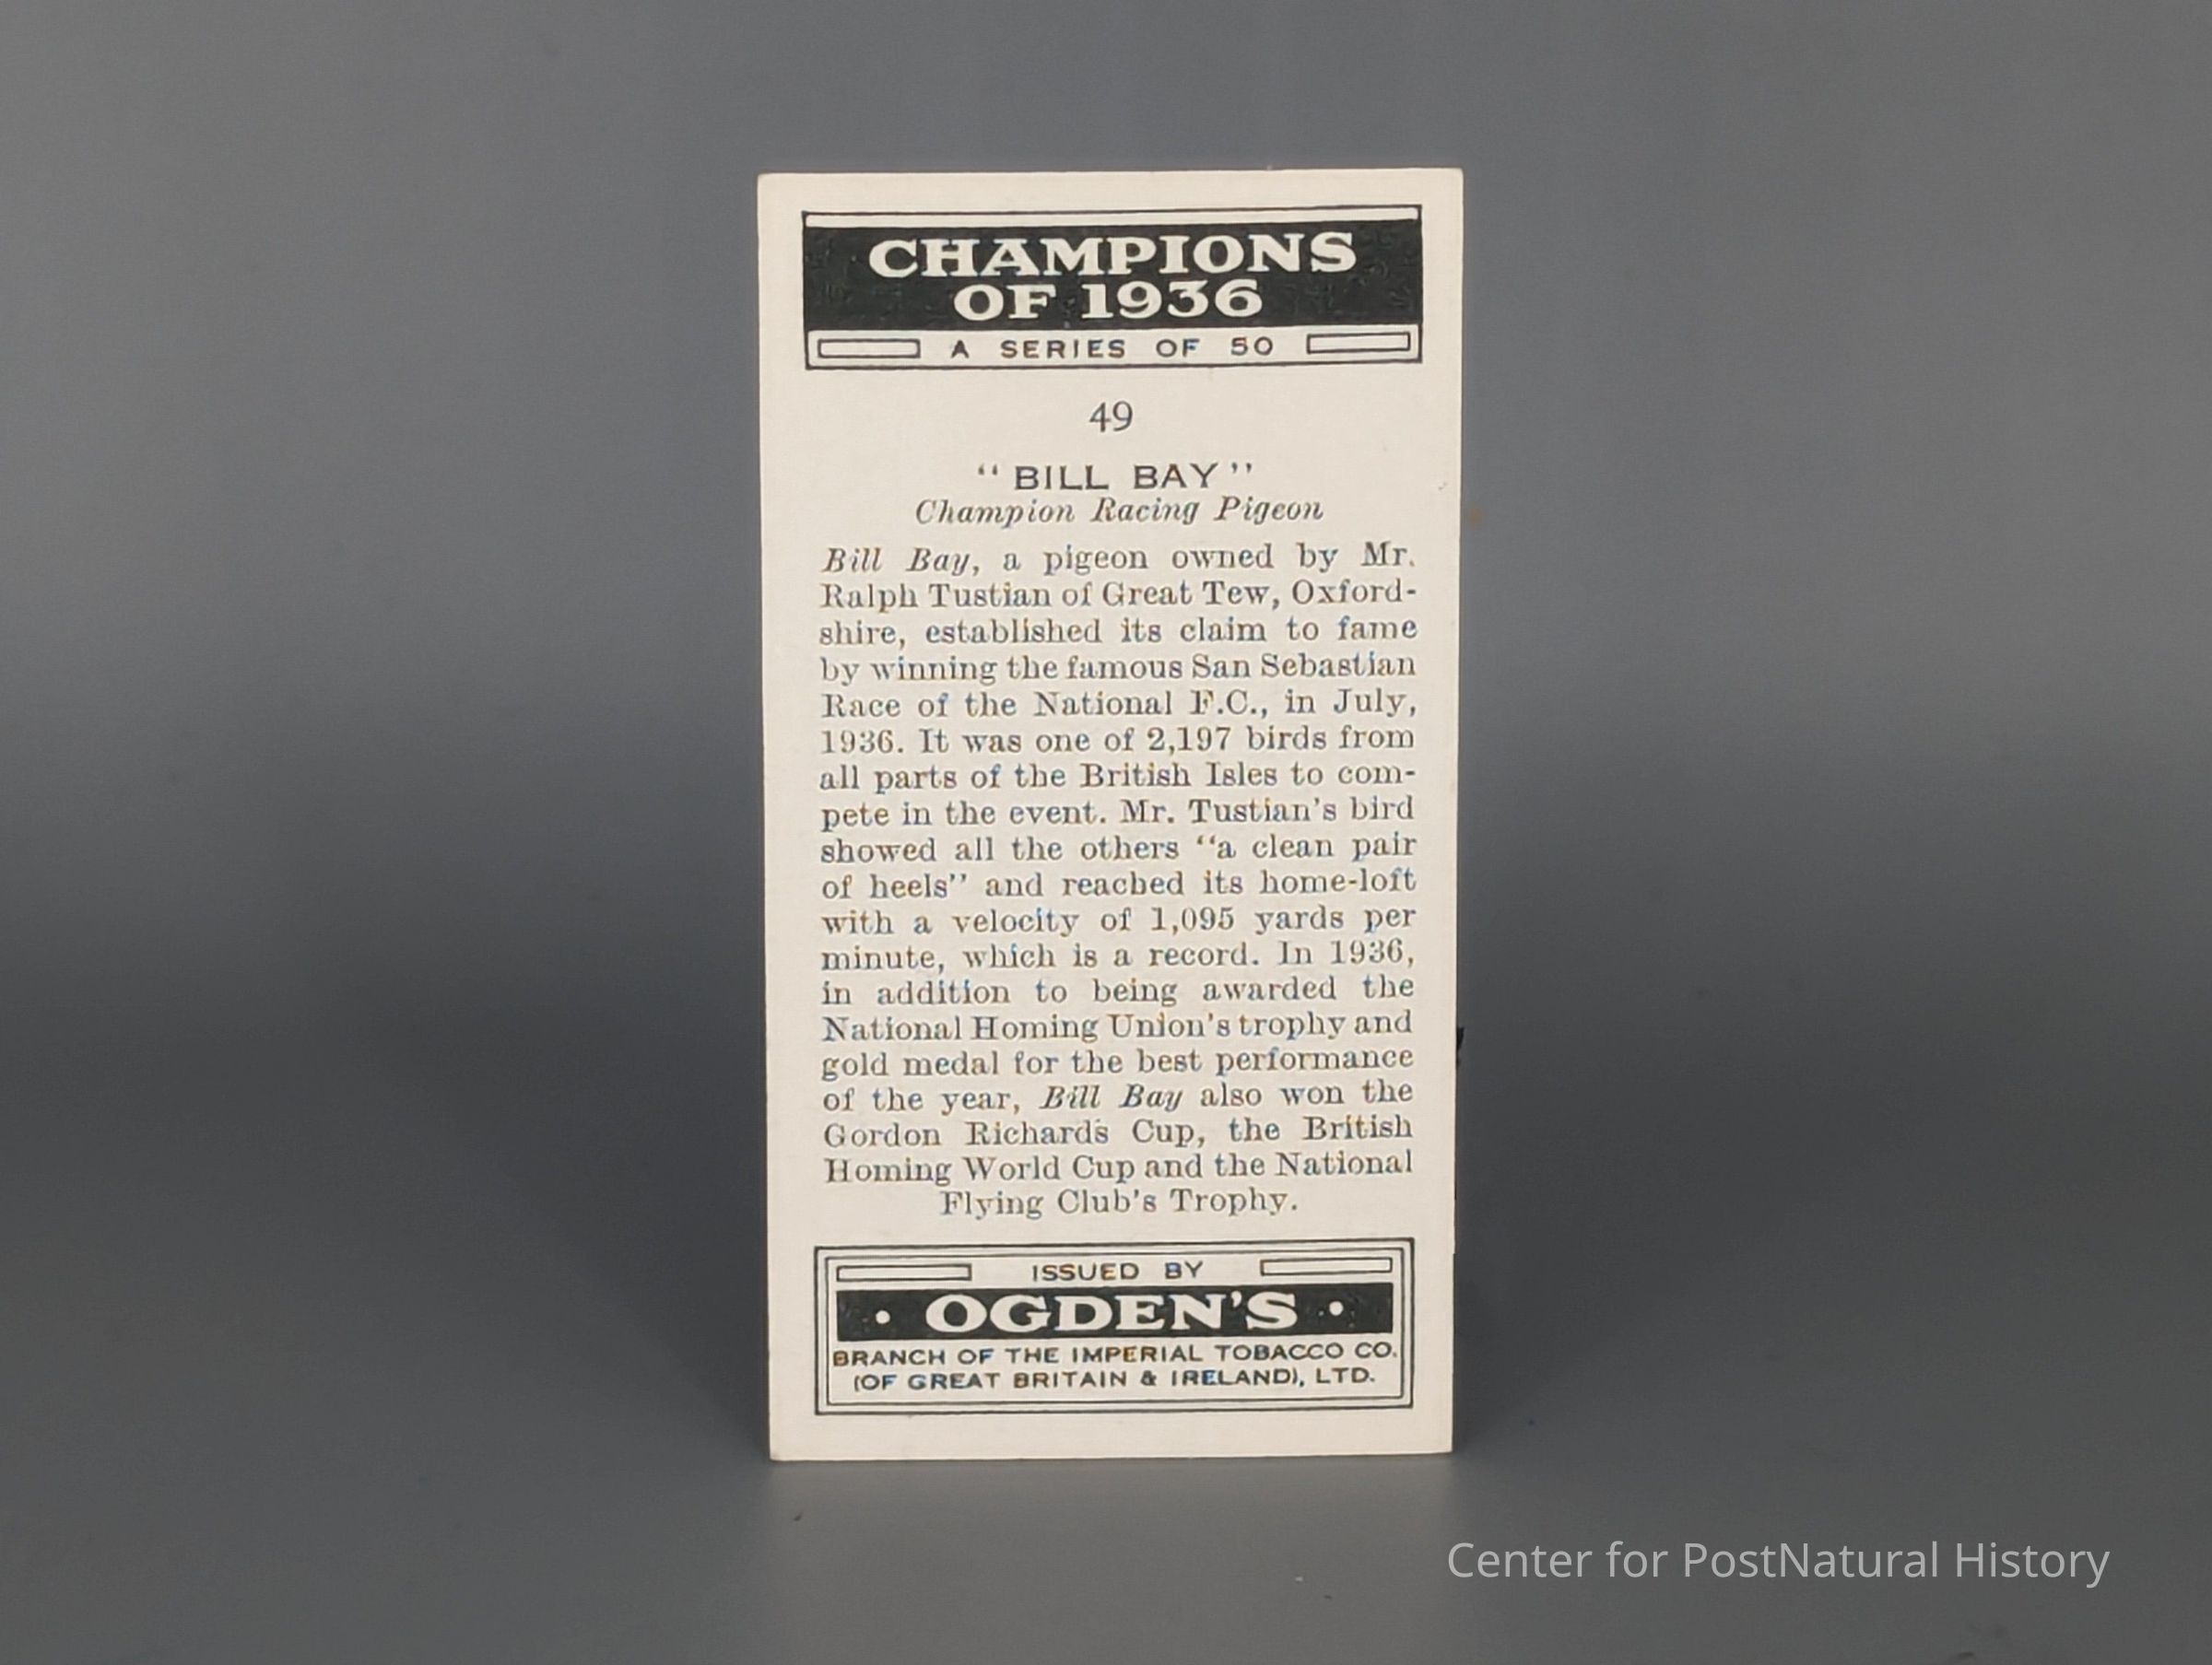 CHAMPIONS
OF 1936
A SERIES OF 50
49
“BILL BAY”
Champion Racing Pigeon
Bill Bay, a pigeon owned by Mr.
Ralph Tustian of Great Tew, Oxford-
shire, established its claim to fame
by winning the famous San Sebastian
Race of the National F.C., in July,
1936. It was one of 2,197 birds from
all parts of the British Isles to com-
pete in the event. Mr. Tustian's bird
showed all the others “a clean pair
of heels” and reached its home-loft
with a velocity of 1,095 yards per
minute, which is a record. In 1936,
in addition to being awarded the
National Homing Union's trophy and
gold medal for the best performance
of the year, Bill Bay also won the
Gordon Richards Cup, the British
Homing World Cup and the National
Flying Club's Trophy.
ISSUED BY
· OGDEN'S ·
BRANCH OF THE IMPERIAL TOBACCO CO.
(OF GREAT BRITAIN & IRELAND), LTD.
Center for PostNatural History